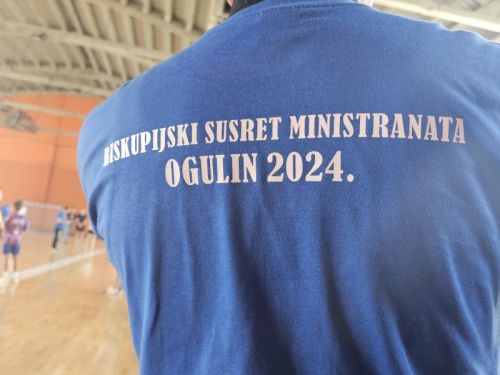 BISKUPIJSKI SUSRET MINISTRANATA
OGULIN 2024.